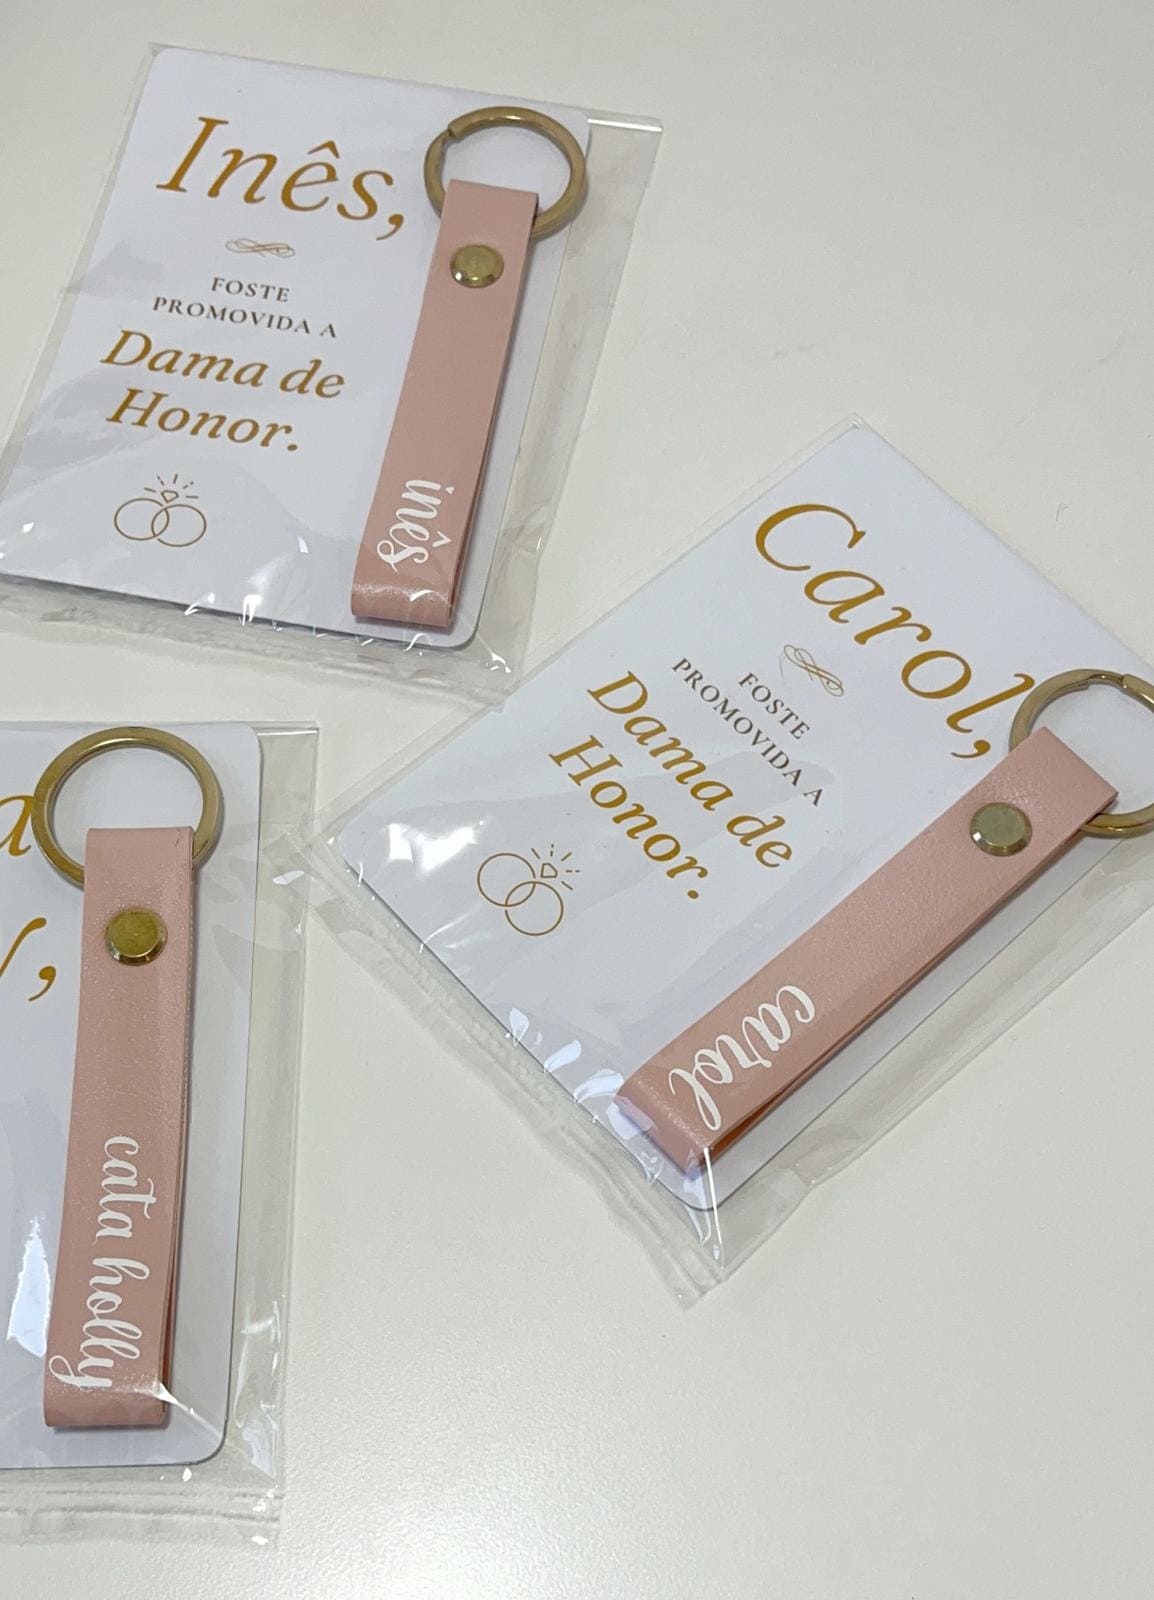 Inês,
FOSTE
PROMOVIDA A
Dama de
Honor.
inês
Carol,
FOSTE
PROMOVIDA A
Dama de
Honor.
carol
cata holly